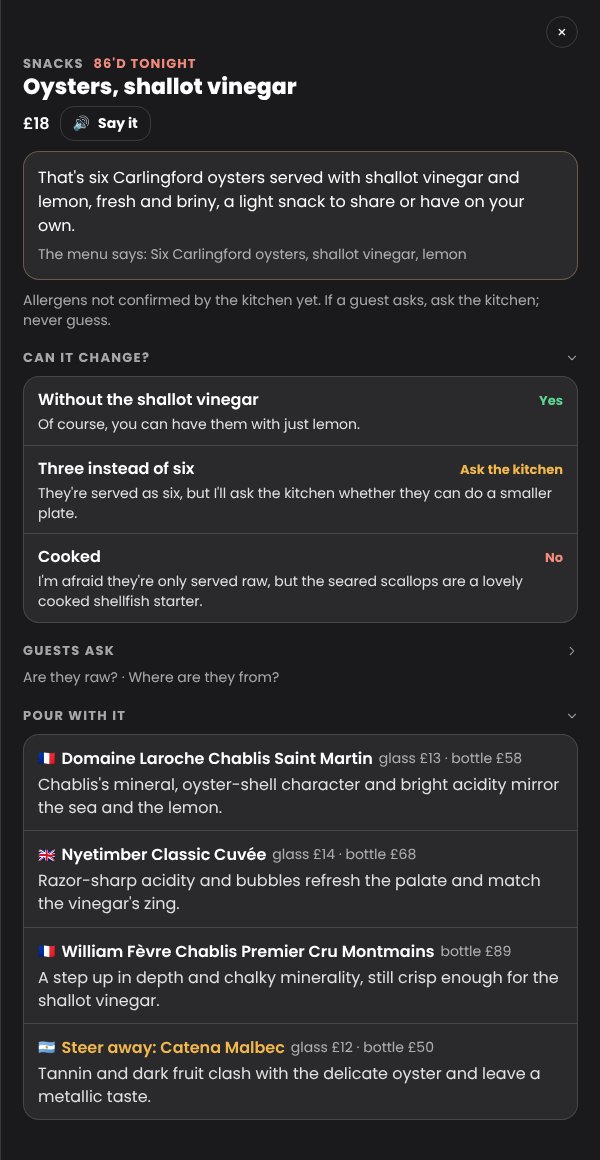 ×
SNACKS 86'D TONIGHT
Oysters, shallot vinegar
£18 Say it
That's six Carlingford oysters served with shallot vinegar and
lemon, fresh and briny, a light snack to share or have on your
own.
The menu says: Six Carlingford oysters, shallot vinegar, lemon
Allergens not confirmed by the kitchen yet. If a guest asks, ask the kitchen;
never guess.
CAN IT CHANGE?
Without the shallot vinegar Yes
Of course, you can have them with just lemon.
Three instead of six Ask the kitchen
They're served as six, but I'll ask the kitchen whether they can do a smaller
plate.
Cooked No
I'm afraid they're only served raw, but the seared scallops are a lovely
cooked shellfish starter.
GUESTS ASK
Are they raw? · Where are they from?
POUR WITH IT
Domaine Laroche Chablis Saint Martin glass £13 · bottle £58
Chablis's mineral, oyster-shell character and bright acidity mirror
the sea and the lemon.
Nyetimber Classic Cuvée glass £14 · bottle £68
Razor-sharp acidity and bubbles refresh the palate and match
the vinegar's zing.
William Fèvre Chablis Premier Cru Montmains bottle £89
A step up in depth and chalky minerality, still crisp enough for the
shallot vinegar.
Steer away: Catena Malbec glass £12 · bottle £50
Tannin and dark fruit clash with the delicate oyster and leave a
metallic taste.